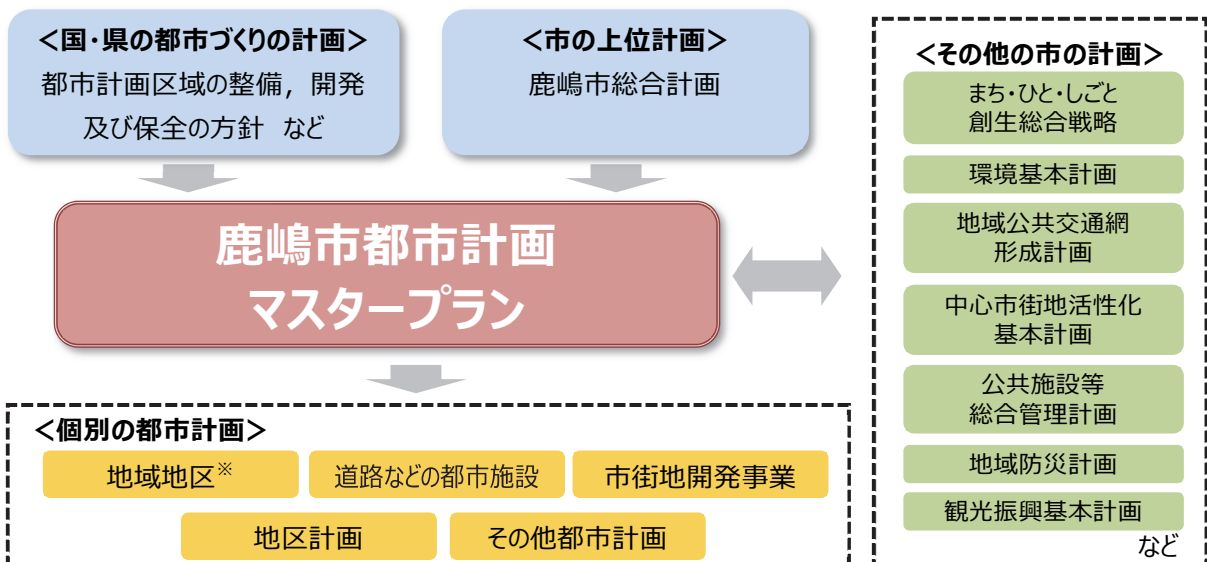 <国・県の都市づくりの計画>
都市計画区域の整備，開発
及び保全の方針 など
<市の上位計画>
鹿嶋市総合計画
鹿嶋市都市計画
マスタープラン
<個別の都市計画>
地域地区※
道路などの都市施設
市街地開発事業
地区計画
その他都市計画
<その他の市の計画>
まち・ひと・しごと
創生総合戦略
環境基本計画
地域公共交通網
形成計画
中心市街地活性化
基本計画
公共施設等
総合管理計画
地域防災計画
観光振興基本計画
など